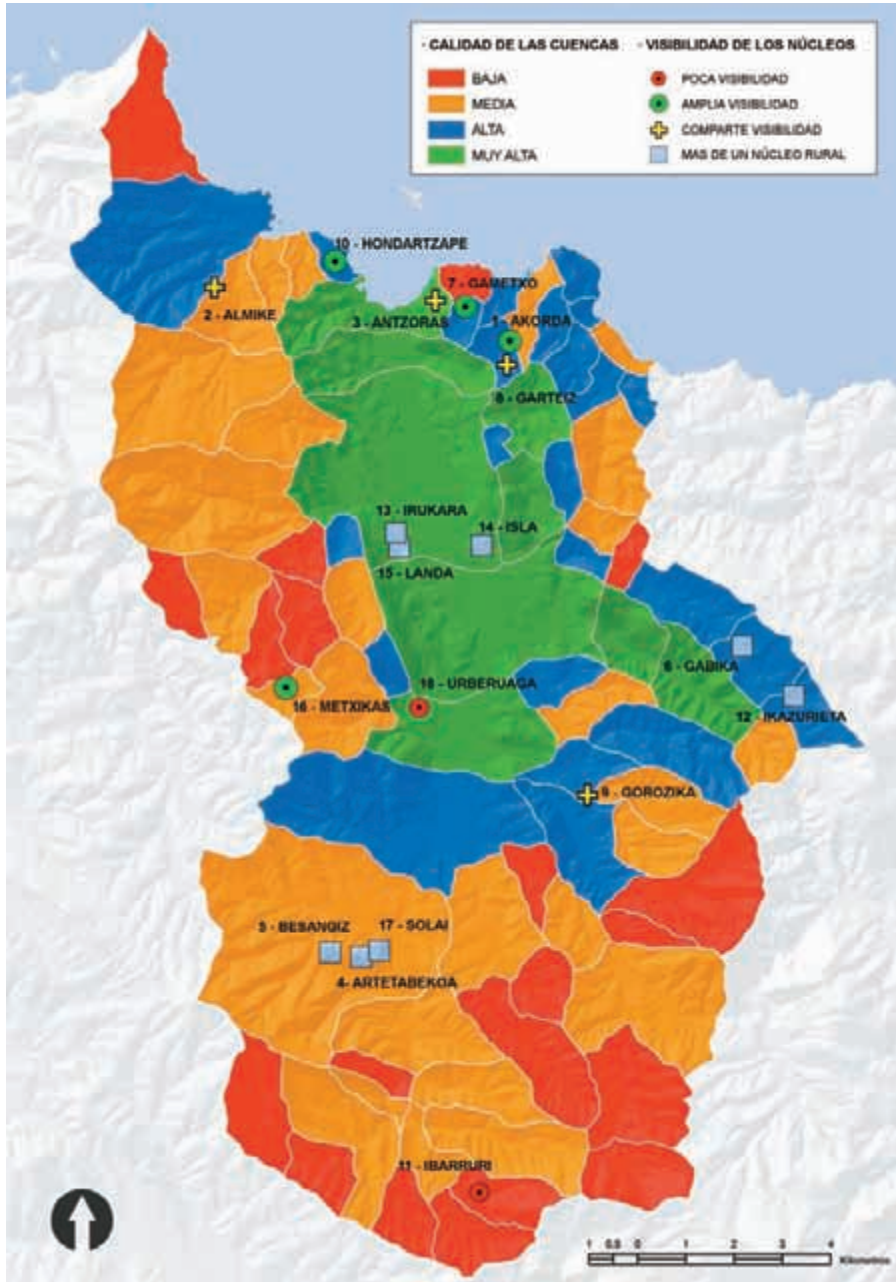 · CALIDAD DE LAS CUENCAS
BAJA
MEDIA
ALTA
MUY ALTA
· VISIBILIDAD DE LOS NÚCLEOS
POCA VISIBILIDAD
AMPLIA VISIBILIDAD
COMPARTE VISIBILIDAD
MAS DE UN NÚCLEO RURAL
10 - HONDARTZAPE
7 - GAMETXO
2 - ALMIKE
3 - ANTZORAS
1 - AKORDA
8 - GARTEIZ
13 - IRUKARA
14 - ISLA
15 - LANDA
6 - GABIKA
18 - URBERUAGA
16 - METXIKAS
12 - IKAZURIETA
9 - GOROZIKA
5 - BESANGIZ
17 - SOLAI
4- ARTETABEKOA
11 - IBARRURI
1 0,5 0 1 2 3 4
Kilometros